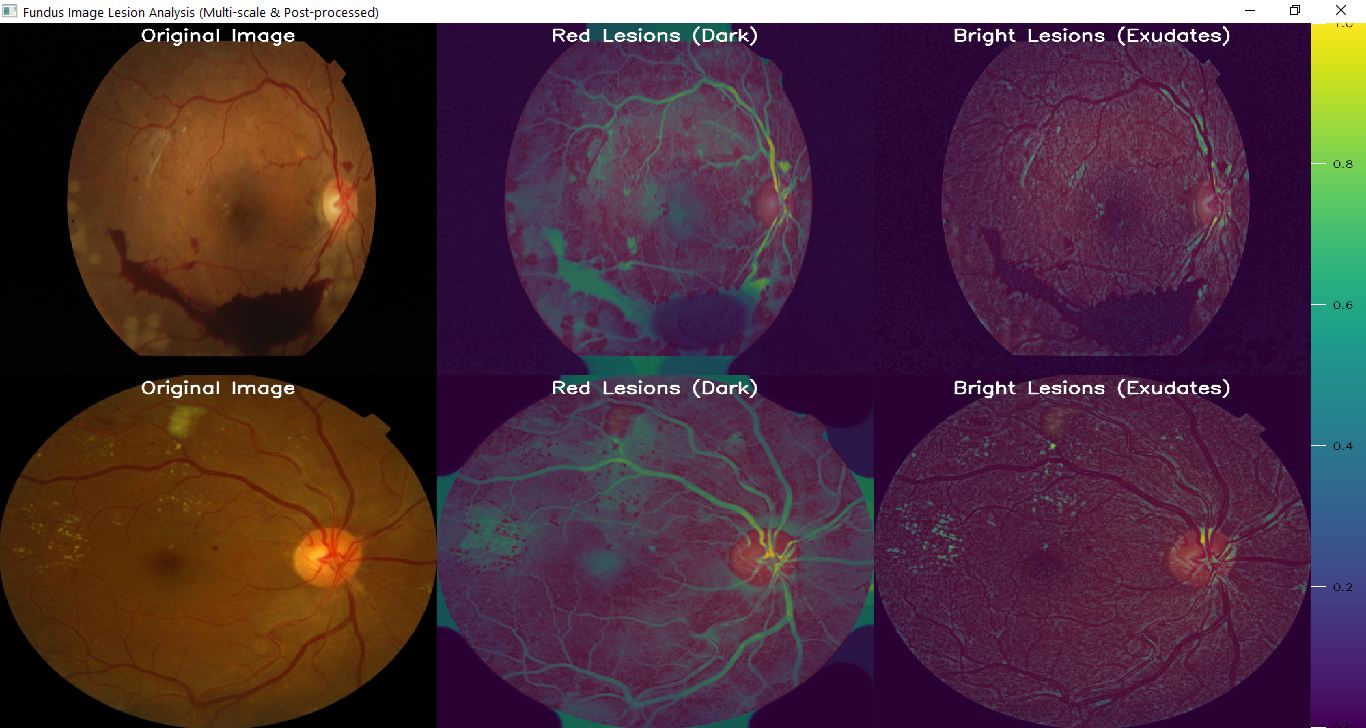 Fundus Image Lesion Analysis (Multi-scale & Post-processed)
Original Image
Red Lesions (Dark)
Bright Lesions (Exudates)
0.8
0.6
Original Image
Red Lesions (Dark)
Bright Lesions (Exudates)
0.4
0.2